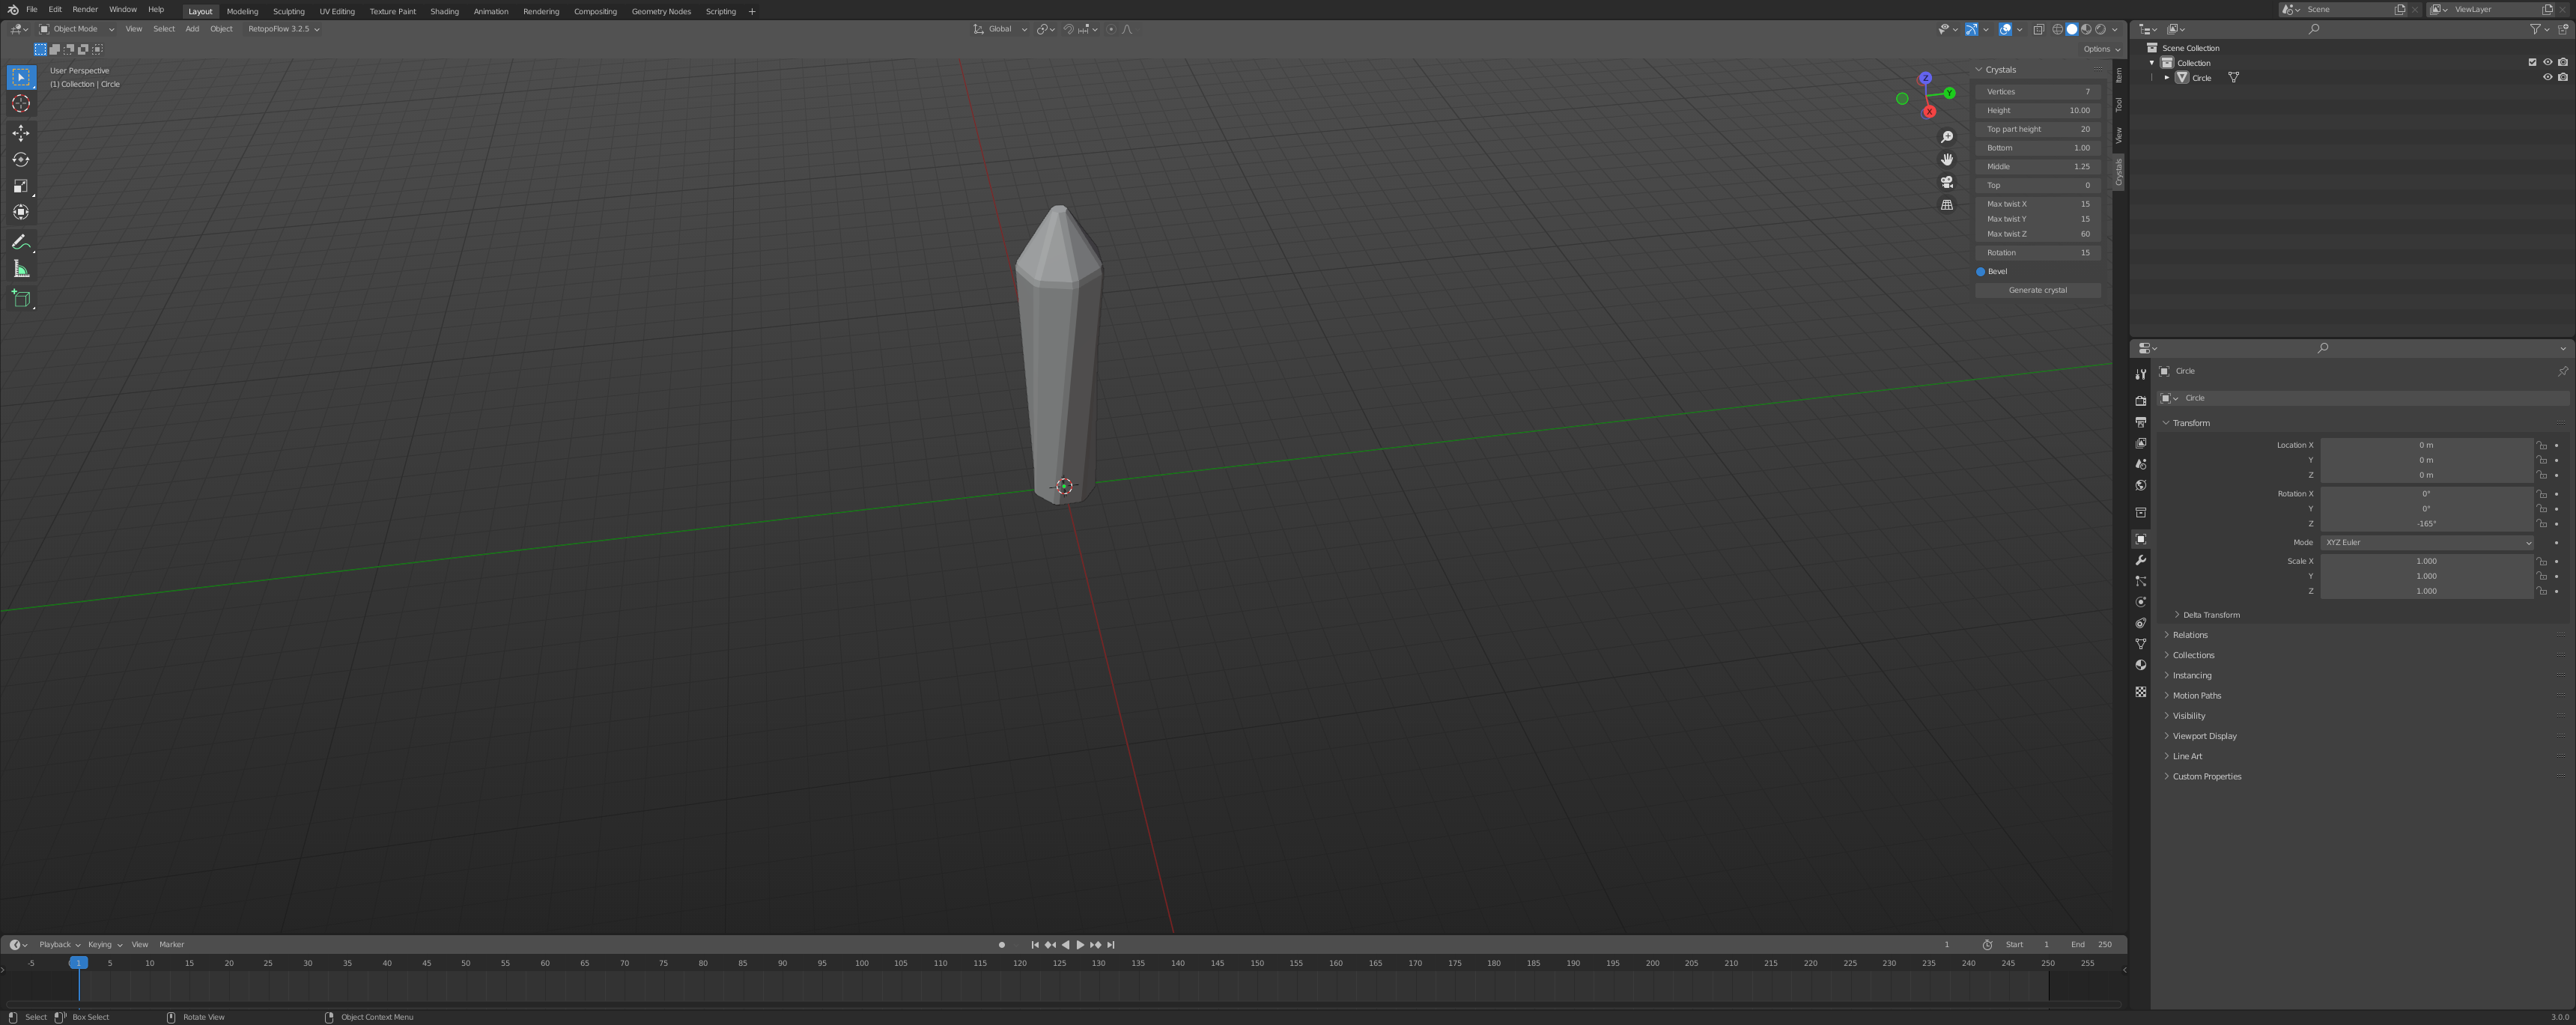 File Edit Render Window Help Layout Modeling Sculpting UV Editing Texture Paint Shading Animation Rendering Compositing Geometry Nodes Scripting + Scene ViewLayer
Object Mode View Select Add Object RetopoFlow 3.2.5 Global
Options
User Perspective
(1) Collection | Circle
Z
Y
X
Crystals
Vertices 7
Height 10.00
Top part height 20
Bottom 1.00
Middle 1.25
Top 0
Max twist X 15
Max twist Y 15
Max twist Z 60
Rotation 15
Bevel
Generate crystal
Item
Tool
View
Crystals
Scene Collection
Collection
Circle
Circle
Circle
Transform
Location X 0 m
Y 0 m
Z 0 m
Rotation X 0°
Y 0°
Z -165°
Mode XYZ Euler
Scale X 1.000
Y 1.000
Z 1.000
Delta Transform
Relations
Collections
Instancing
Motion Paths
Visibility
Viewport Display
Line Art
Custom Properties
Playback Keying View Marker 1 Start 1 End 250
-5 1 5 10 15 20 25 30 35 40 45 50 55 60 65 70 75 80 85 90 95 100 105 110 115 120 125 130 135 140 145 150 155 160 165 170 175 180 185 190 195 200 205 210 215 220 225 230 235 240 245 250 255
Select Box Select Rotate View Object Context Menu 3.0.0